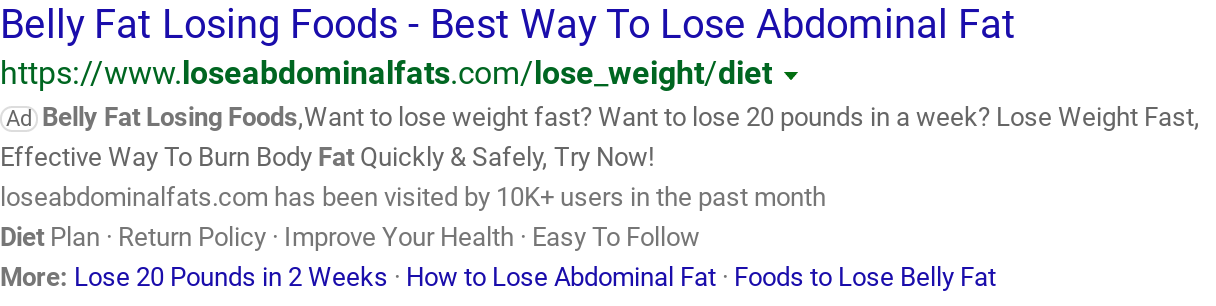 Belly Fat Losing Foods - Best Way To Lose Abdominal Fat
https://www.loseabdominalfats.com/lose_weight/diet
Ad Belly Fat Losing Foods,Want to lose weight fast? Want to lose 20 pounds in a week? Lose Weight Fast,
Effective Way To Burn Body Fat Quickly & Safely, Try Now!
loseabdominalfats.com has been visited by 10K+ users in the past month
Diet Plan · Return Policy · Improve Your Health · Easy To Follow
More: Lose 20 Pounds in 2 Weeks · How to Lose Abdominal Fat · Foods to Lose Belly Fat